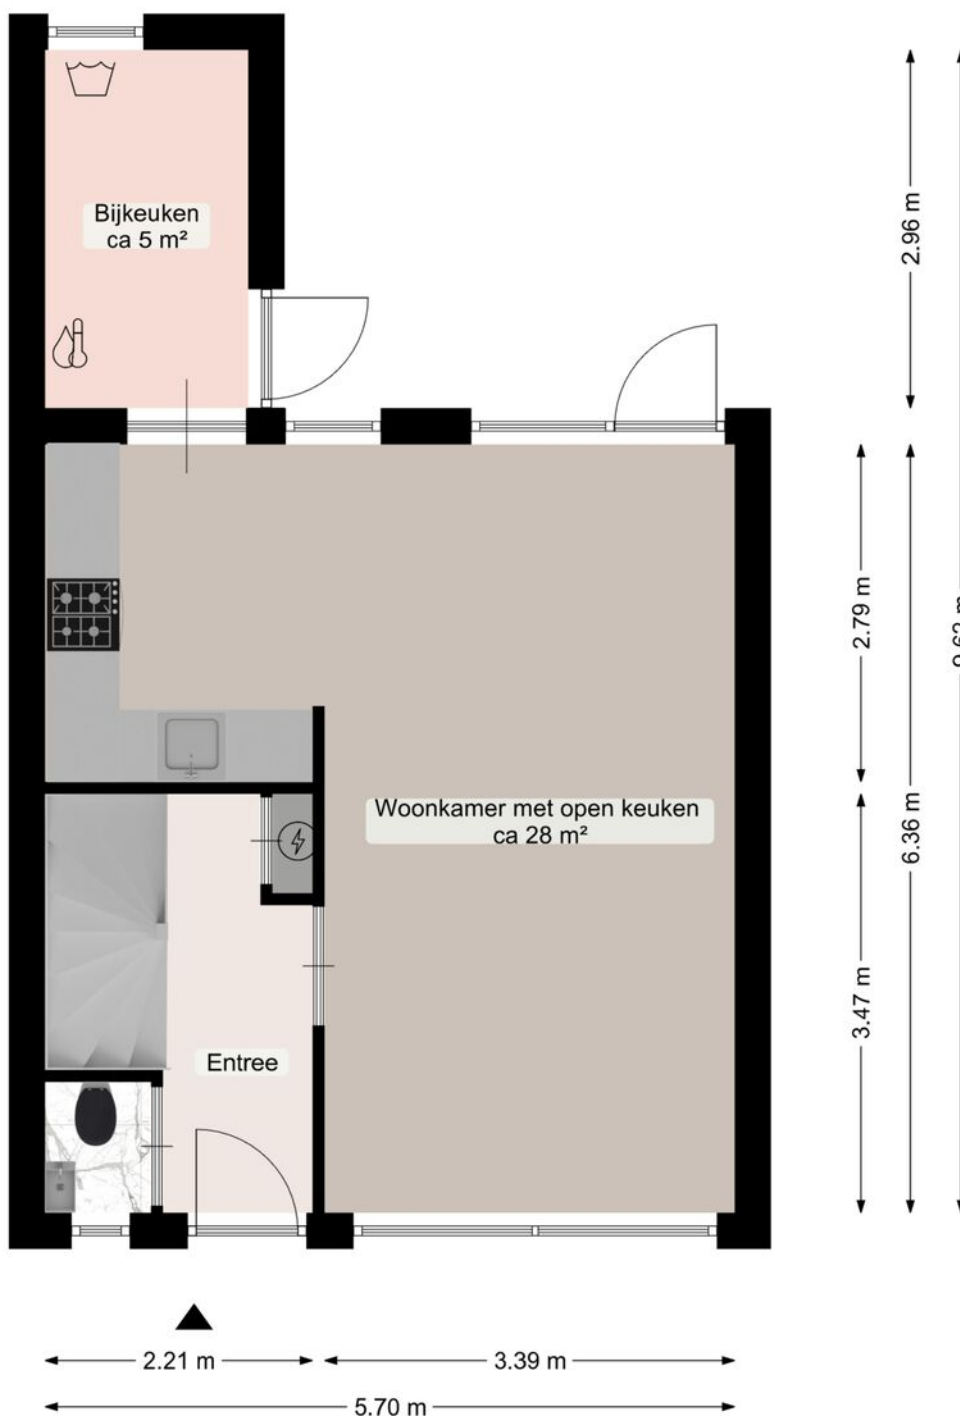 Bijkeuken
ca 5 m²
2.96 m
2.79 m
Woonkamer met open keuken
ca 28 m²
6.36 m
3.47 m
Entree
2.21 m
3.39 m
5.70 m